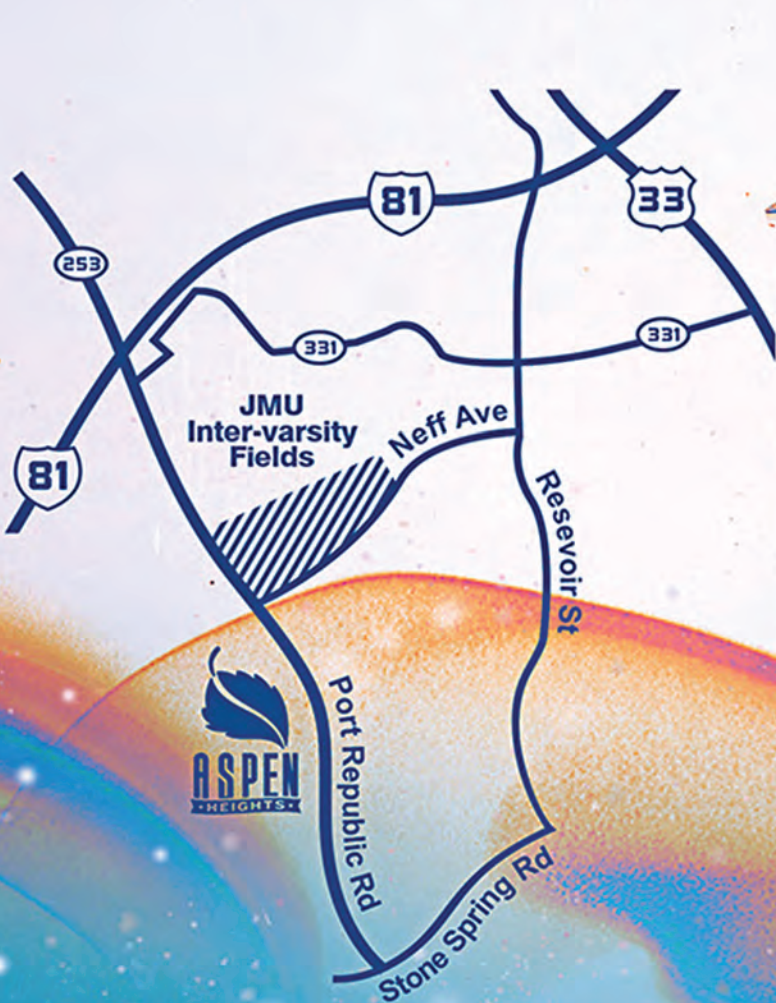 81
33
253
331
331
JMU
Inter-varsity
Fields
Neff Ave
81
Resevoir St
Port Republic Rd
ASPEN
HEIGHTS
Stone Spring Rd